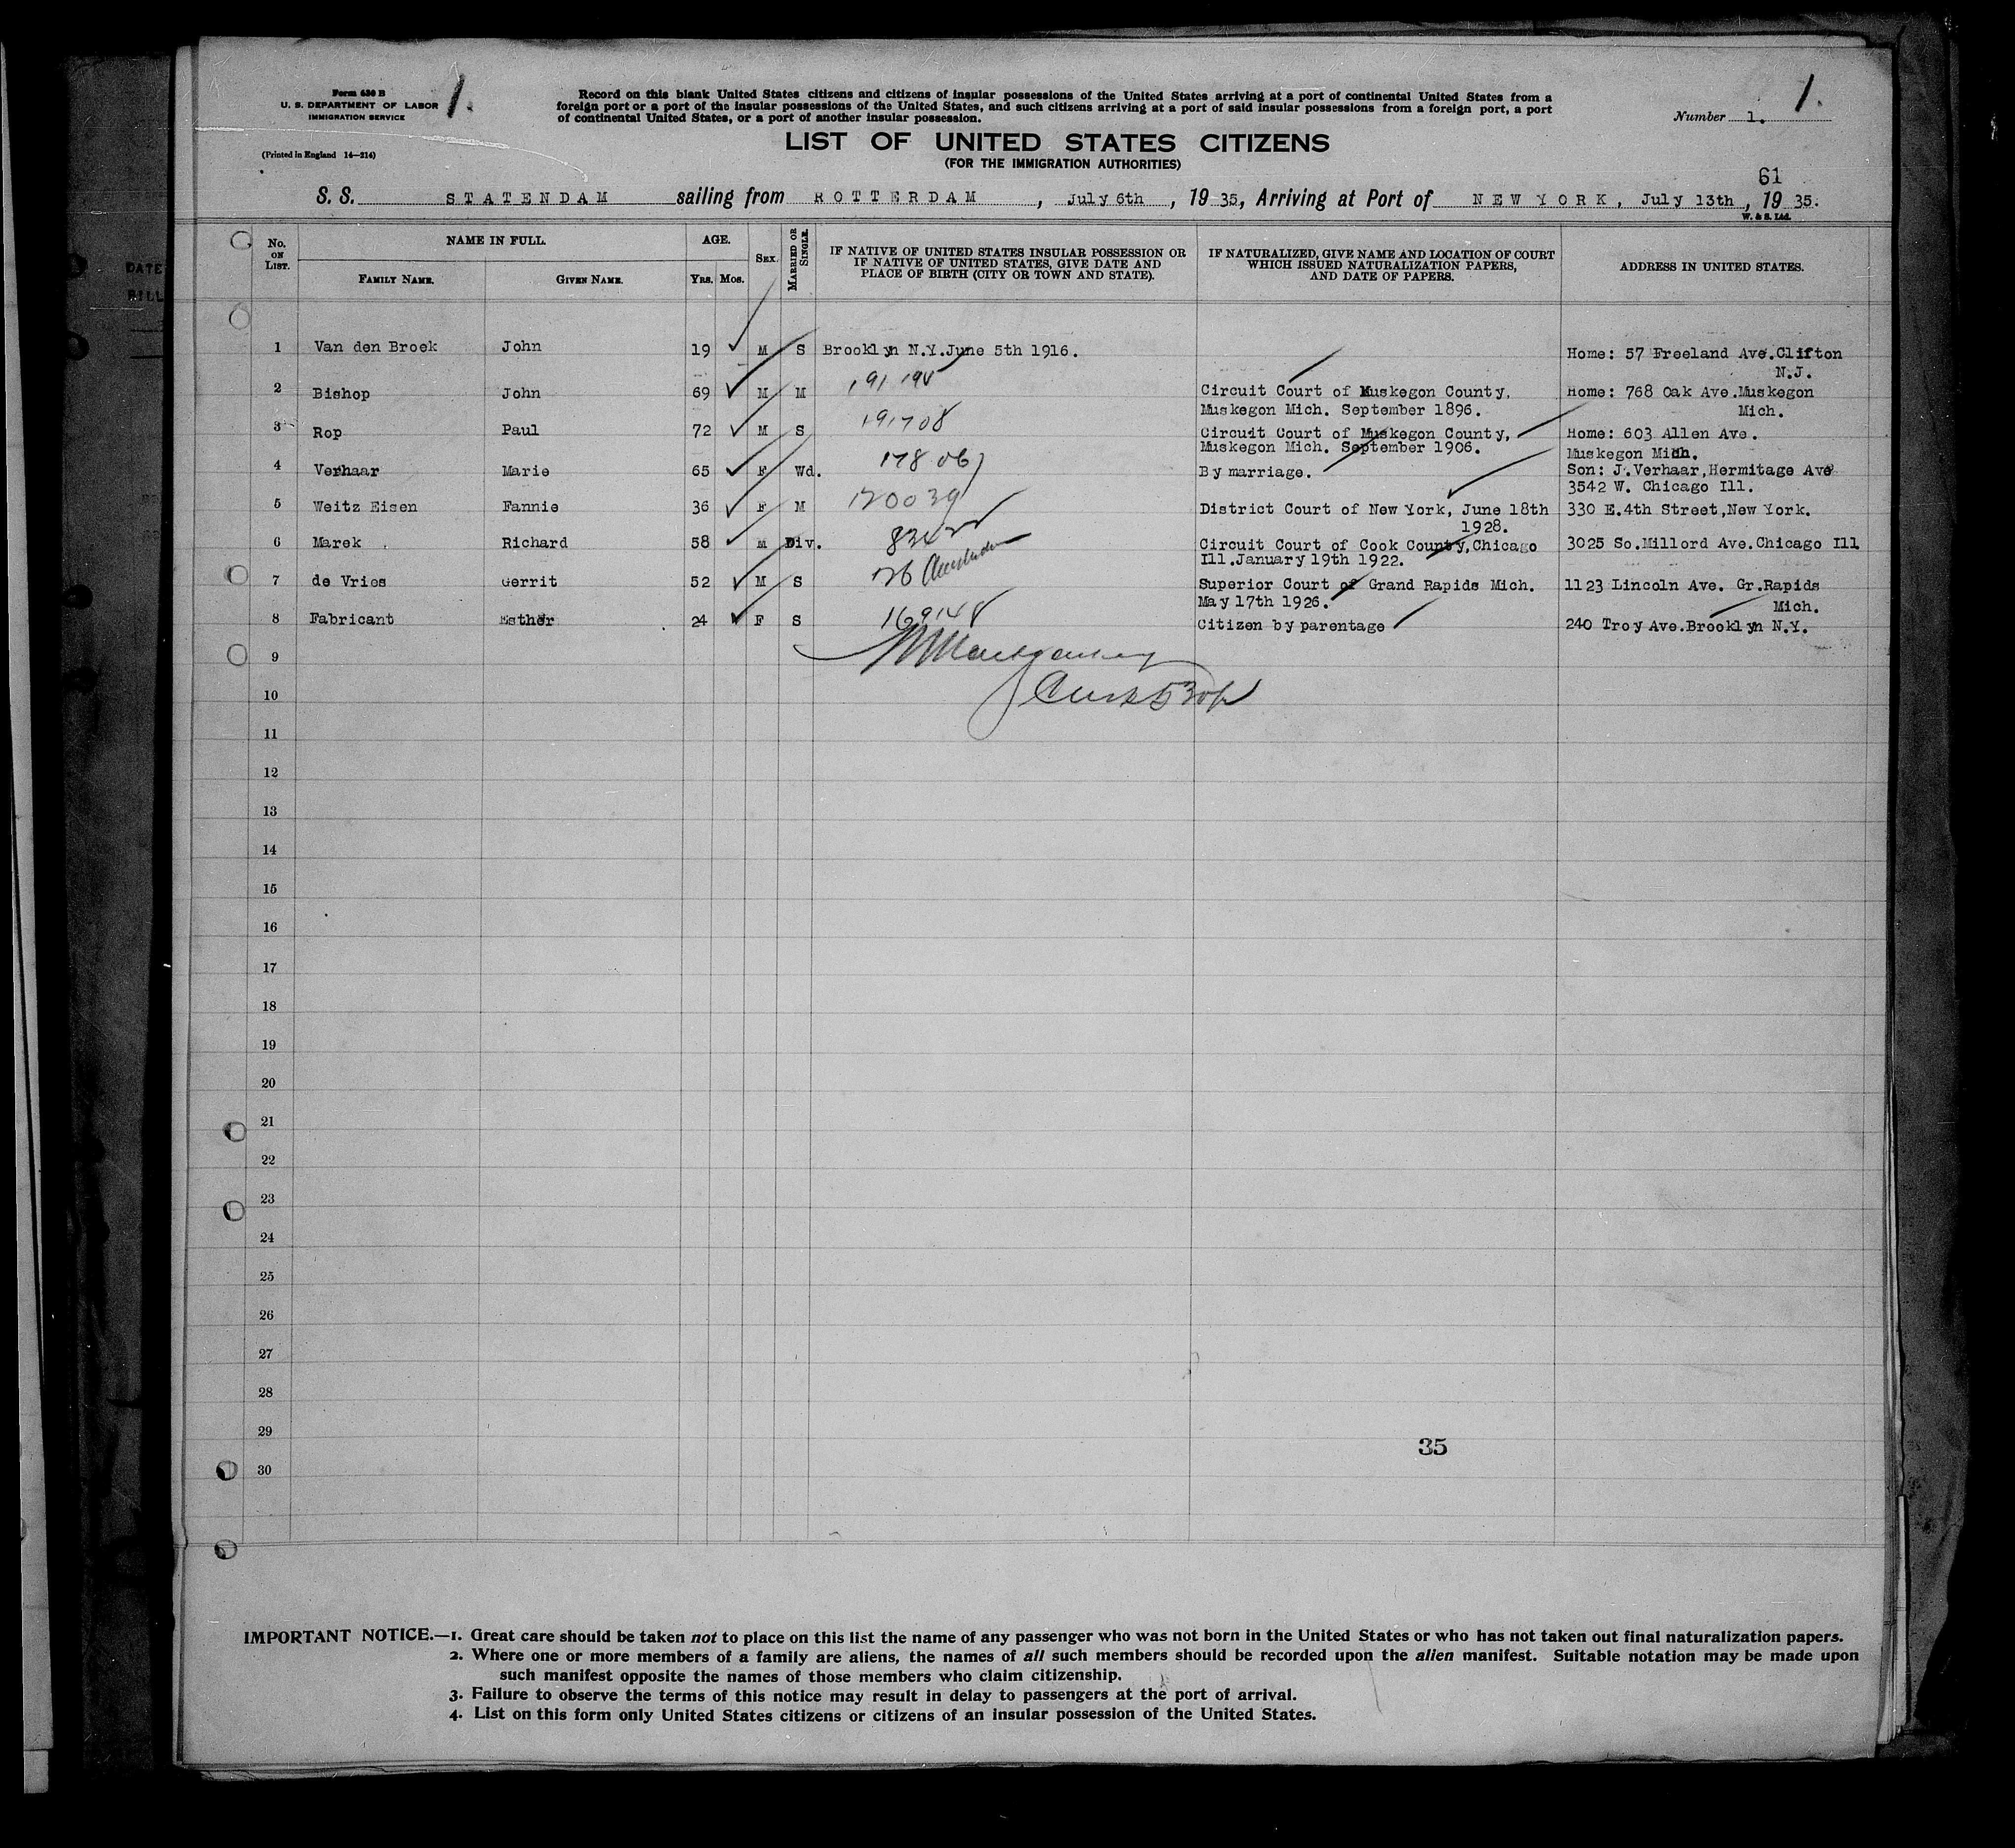 Form 630 B
U. S. DEPARTMENT OF LABOR
IMMIGRATION SERVICE
1.
(Printed in England 14—214)
Record on this blank United States citizens and citizens of insular possessions of the United States arriving at a port of continental United States from a
foreign port or a port of the insular possessions of the United States, and such citizens arriving at a port of said insular possessions from a foreign port, a port
of continental United States, or a port of another insular possession.
1.
Number 1.
LIST OF UNITED STATES CITIZENS
(FOR THE IMMIGRATION AUTHORITIES)
61
S. S. STATENDAM sailing from ROTTERDAM, July 6th, 1935, Arriving at Port of NEW YORK, July 13th, 1935.
W. & S. Ltd.
No. ON LIST.
NAME IN FULL.
FAMILY NAME.
GIVEN NAME.
AGE.
YRS. MOS.
SEX.
MARRIED OR SINGLE.
IF NATIVE OF UNITED STATES INSULAR POSSESSION OR
IF NATIVE OF UNITED STATES, GIVE DATE AND
PLACE OF BIRTH (CITY OR TOWN AND STATE).
IF NATURALIZED, GIVE NAME AND LOCATION OF COURT
WHICH ISSUED NATURALIZATION PAPERS,
AND DATE OF PAPERS.
ADDRESS IN UNITED STATES.
1 Van den Broek John 19 M S Brooklyn N.Y.June 5th 1916. Home: 57 Freeland Ave.Clifton
N.J.
2 Bishop John 69 M M Circuit Court of Muskegon County, Home: 768 Oak Ave.Muskegon
Muskegon Mich. September 1896. Mich.
3 Rop Paul 72 M S 191708 Circuit Court of Muskegon County, Home: 603 Allen Ave.
Muskegon Mich. September 1906. Muskegon Mich.
4 Verhaar Marie 65 F Wd. 17806 By marriage. Son: J.Verhaar,Hermitage Ave
3542 W. Chicago Ill.
5 Weitz Eisen Fannie 36 F M 120039 District Court of New York, June 18th 330 E.4th Street,New York.
1928.
6 Marek Richard 58 M Div. Circuit Court of Cook County,Chicago 3025 So.Millord Ave.Chicago Ill
Ill.January 19th 1922.
7 de Vries Gerrit 52 M S 26 Superior Court of Grand Rapids Mich. 1123 Lincoln Ave. Gr.Rapids
May 17th 1926. Mich.
8 Fabricant Esther 24 F S 169148 Citizen by parentage 240 Troy Ave.Brooklyn N.Y.
9
10
11
12
13
14
15
16
17
18
19
20
21
22
23
24
25
26
27
28
29
35
30
IMPORTANT NOTICE.—1. Great care should be taken not to place on this list the name of any passenger who was not born in the United States or who has not taken out final naturalization papers.
2. Where one or more members of a family are aliens, the names of all such members should be recorded upon the alien manifest. Suitable notation may be made upon
such manifest opposite the names of those members who claim citizenship.
3. Failure to observe the terms of this notice may result in delay to passengers at the port of arrival.
4. List on this form only United States citizens or citizens of an insular possession of the United States.